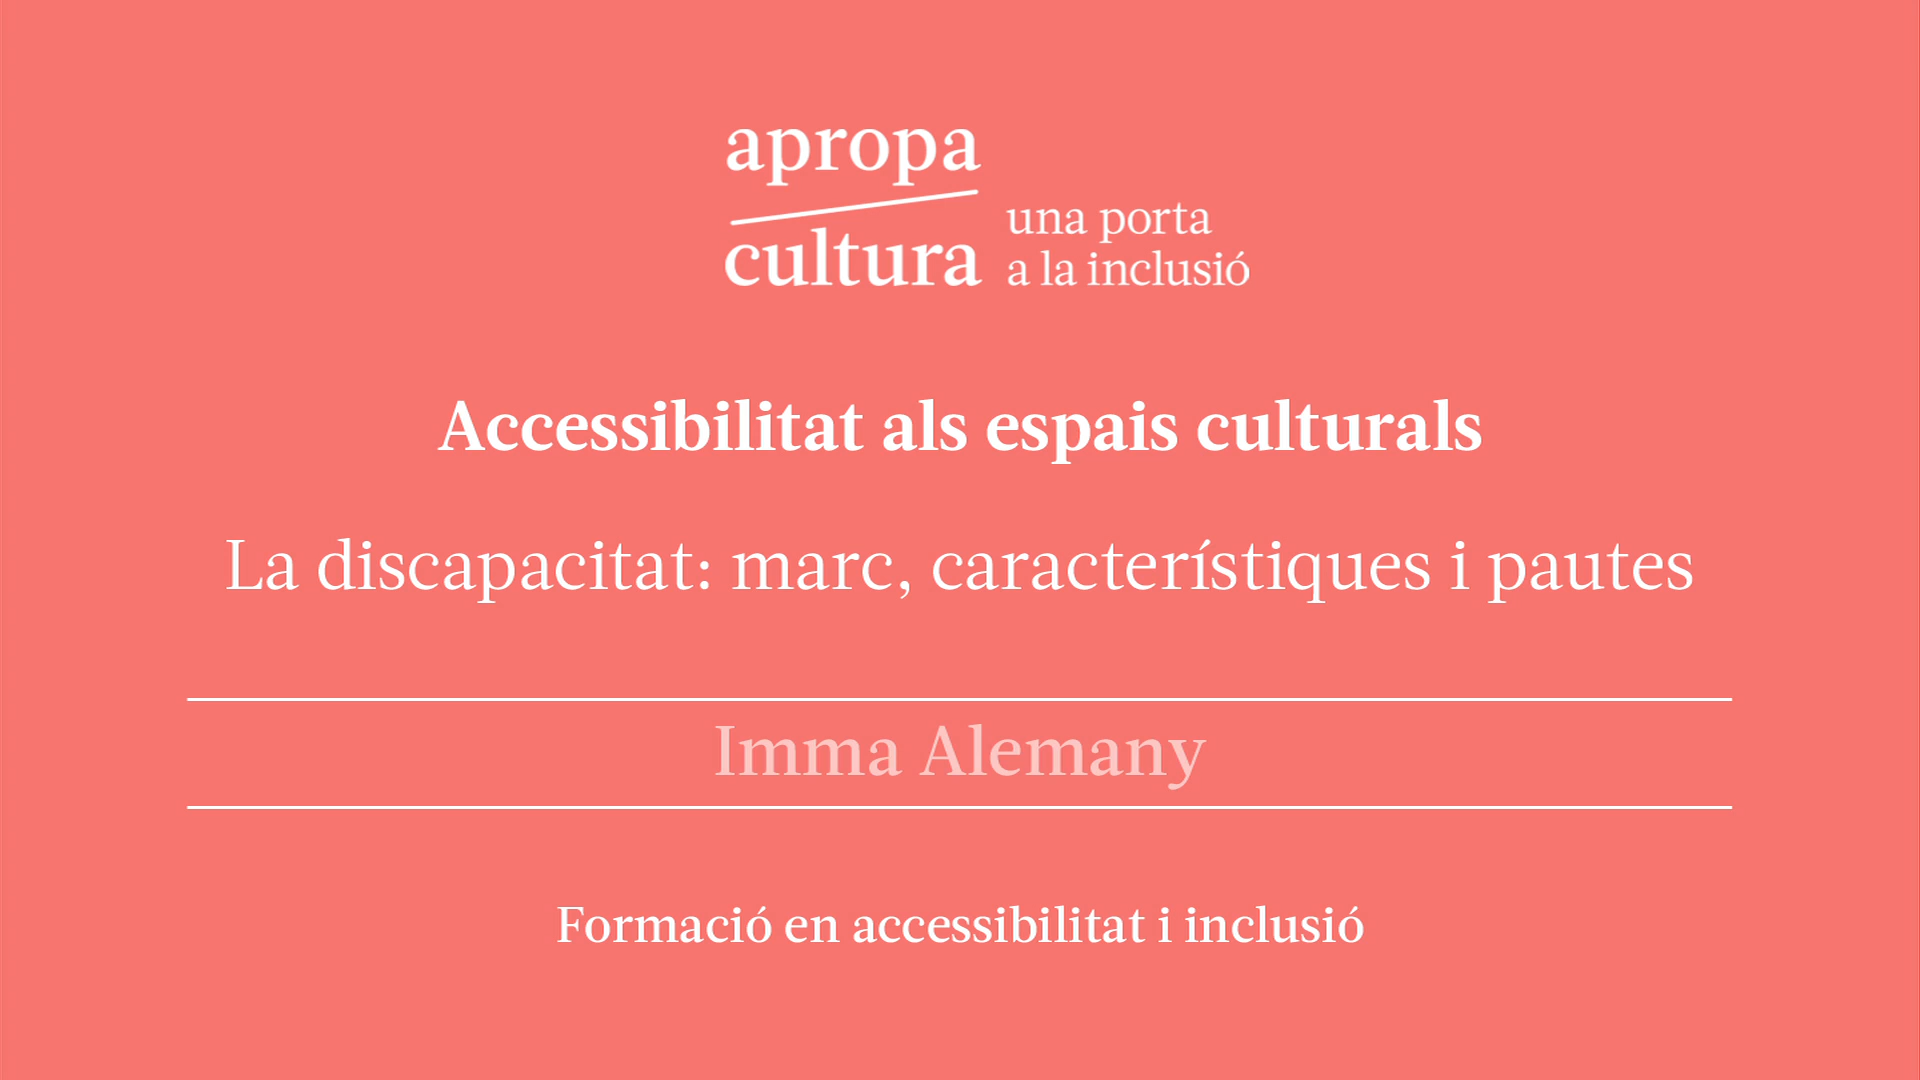 apropa
cultura
una porta
a la inclusió
Accessibilitat als espais culturals
La discapacitat: marc, característiques i pautes
Imma Alemany
Formació en accessibilitat i inclusió